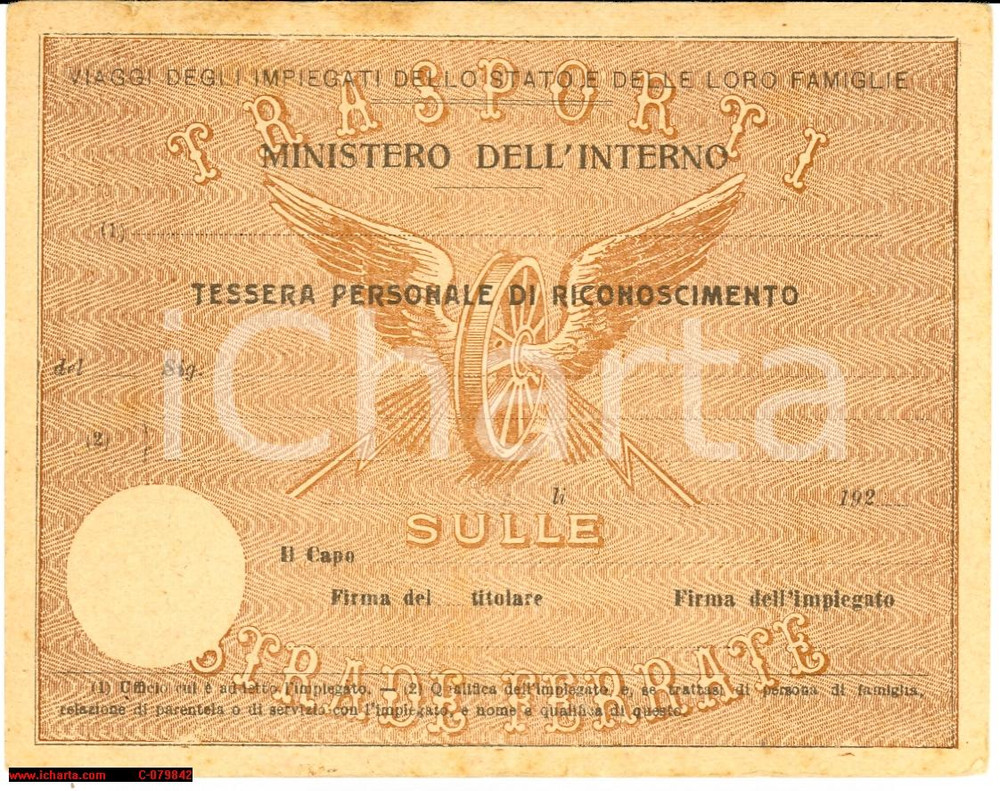 VIAGGI DEGLI IMPIEGATI DELLO STATO E DELLE LORO FAMIGLIE
TRASPORTI
MINISTERO DELL'INTERNO
(1)
TESSERA PERSONALE DI RICONOSCIMENTO
iCharta
del Sig.
(2)
li 192
SULLE
Il Capo
Firma del titolare Firma dell'impiegato
STRADE FERRATE
(1) Ufficio cui è addetto l'impiegato. — (2) Qualifica dell'impiegato, e, se trattasi di persona di famiglia,
relazione di parentela o di servizio con l'impiegato, e nome e qualifica di questo.
www.icharta.com C-079842